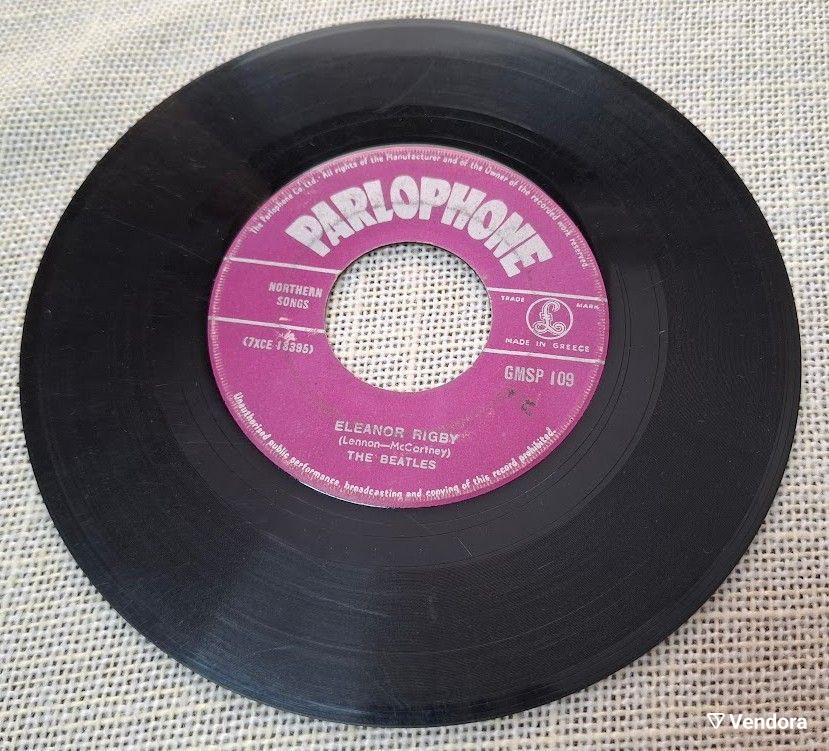 The Parlophone Co. Ltd. · All rights of the Manufacturer and of the Owner of the recorded work reserved
PARLOPHONE
NORTHERN
SONGS
(7XCE 18395)
TRADE MARK
£
MADE IN GREECE
GMSP 109
ELEANOR RIGBY
(Lennon—McCartney)
THE BEATLES
Unauthorized public performance, broadcasting and copying of this record prohibited.
Vendora